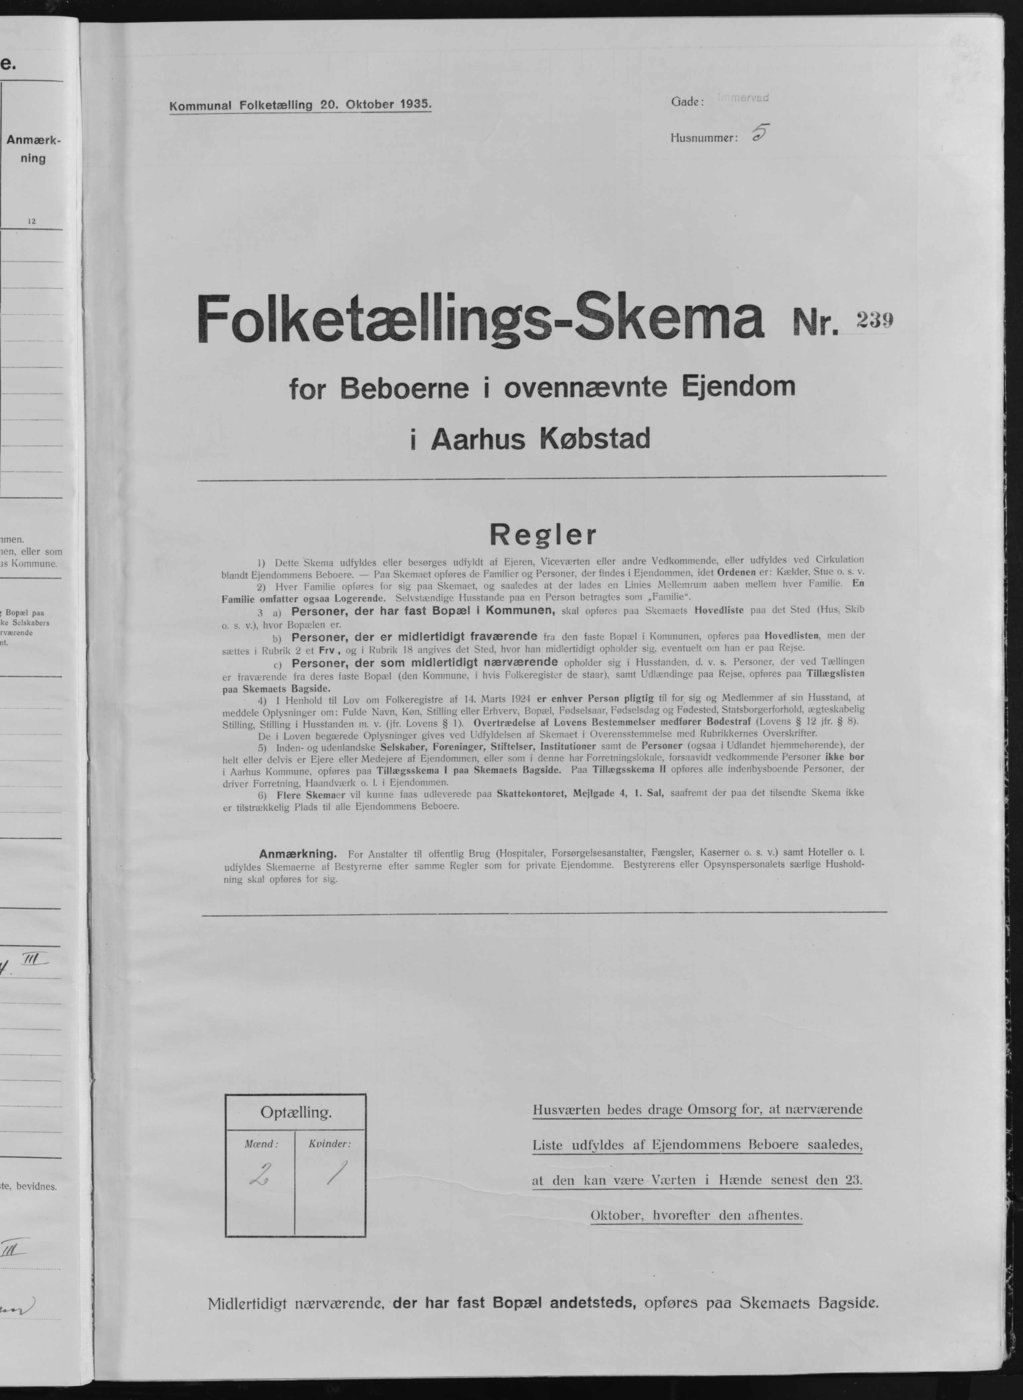 e.
Anmærk-
ning
12
nmen.
nen, eller som
us Kommune.
g Bopæl paa
ke Selskabers
rværende
nt.
III
te, bevidnes.
III
Kommunal Folketælling 20. Oktober 1935.
Gade: Immervad
Husnummer: 5
Folketællings-Skema Nr. 239
for Beboerne i ovennævnte Ejendom
i Aarhus Købstad
Regler
1) Dette Skema udfyldes eller besørges udfyldt af Ejeren, Viceværten eller andre Vedkommende, eller udfyldes ved Cirkulation
blandt Ejendommens Beboere. — Paa Skemaet opføres de Familier og Personer, der findes i Ejendommen, idet Ordenen er: Kælder, Stue o. s. v.
2) Hver Familie opføres for sig paa Skemaet, og saaledes at der lades en Linies Mellemrum aaben mellem hver Familie. En
Familie omfatter ogsaa Logerende. Selvstændige Husstande paa en Person betragtes som „Familie“.
3 a) Personer, der har fast Bopæl i Kommunen, skal opføres paa Skemaets Hovedliste paa det Sted (Hus, Skib
o. s. v.), hvor Bopælen er.
b) Personer, der er midlertidigt fraværende fra den faste Bopæl i Kommunen, opføres paa Hovedlisten, men der
sættes i Rubrik 2 et Frv, og i Rubrik 18 angives det Sted, hvor han midlertidigt opholder sig, eventuelt om han er paa Rejse.
c) Personer, der som midlertidigt nærværende opholder sig i Husstanden, d. v. s. Personer, der ved Tællingen
er fraværende fra deres faste Bopæl (den Kommune, i hvis Folkeregister de staar), samt Udlændinge paa Rejse, opføres paa Tillægslisten
paa Skemaets Bagside.
4) I Henhold til Lov om Folkeregistre af 14. Marts 1924 er enhver Person pligtig til for sig og Medlemmer af sin Husstand, at
meddele Oplysninger om: Fulde Navn, Køn, Stilling eller Erhverv, Bopæl, Fødselsaar, Fødselsdag og Fødested, Statsborgerforhold, ægteskabelig
Stilling, Stilling i Husstanden m. v. (jfr. Lovens § 1). Overtrædelse af Lovens Bestemmelser medfører Bødestraf (Lovens § 12 jfr. § 8).
De i Loven begærede Oplysninger gives ved Udfyldelsen af Skemaet i Overensstemmelse med Rubrikkernes Overskrifter.
5) Inden- og udenlandske Selskaber, Foreninger, Stiftelser, Institutioner samt de Personer (ogsaa i Udlandet hjemmehørende), der
helt eller delvis er Ejere eller Medejere af Ejendommen, eller som i denne har Forretningslokale, forsaavidt vedkommende Personer ikke bor
i Aarhus Kommune, opføres paa Tillægsskema I paa Skemaets Bagside. Paa Tillægsskema II opføres alle indenbysboende Personer, der
driver Forretning, Haandværk o. l. i Ejendommen.
6) Flere Skemaer vil kunne faas udleverede paa Skattekontoret, Mejlgade 4, 1. Sal, saafremt der paa det tilsendte Skema ikke
er tilstrækkelig Plads til alle Ejendommens Beboere.
Anmærkning. For Anstalter til offentlig Brug (Hospitaler, Forsørgelsesanstalter, Fængsler, Kaserner o. s. v.) samt Hoteller o. l.
udfyldes Skemaerne af Bestyrerne efter samme Regler som for private Ejendomme. Bestyrerens eller Opsynspersonalets særlige Hushold-
ning skal opføres for sig.
Optælling.
Mænd: Kvinder:
2 1
Husværten bedes drage Omsorg for, at nærværende
Liste udfyldes af Ejendommens Beboere saaledes,
at den kan være Værten i Hænde senest den 23.
Oktober, hvorefter den afhentes.
Midlertidigt nærværende, der har fast Bopæl andetsteds, opføres paa Skemaets Bagside.